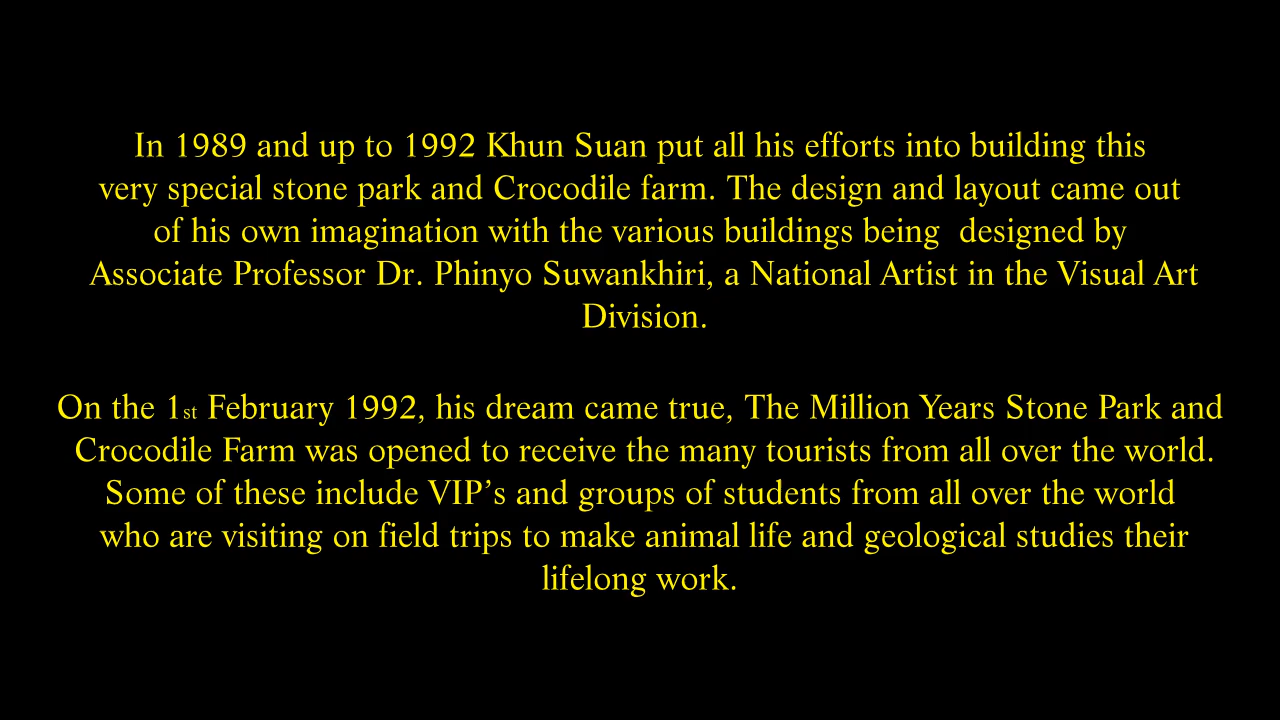 In 1989 and up to 1992 Khun Suan put all his efforts into building this
very special stone park and Crocodile farm. The design and layout came out
of his own imagination with the various buildings being  designed by
Associate Professor Dr. Phinyo Suwankhiri, a National Artist in the Visual Art
Division.
On the 1st February 1992, his dream came true, The Million Years Stone Park and
Crocodile Farm was opened to receive the many tourists from all over the world.
Some of these include VIP’s and groups of students from all over the world
who are visiting on field trips to make animal life and geological studies their
lifelong work.